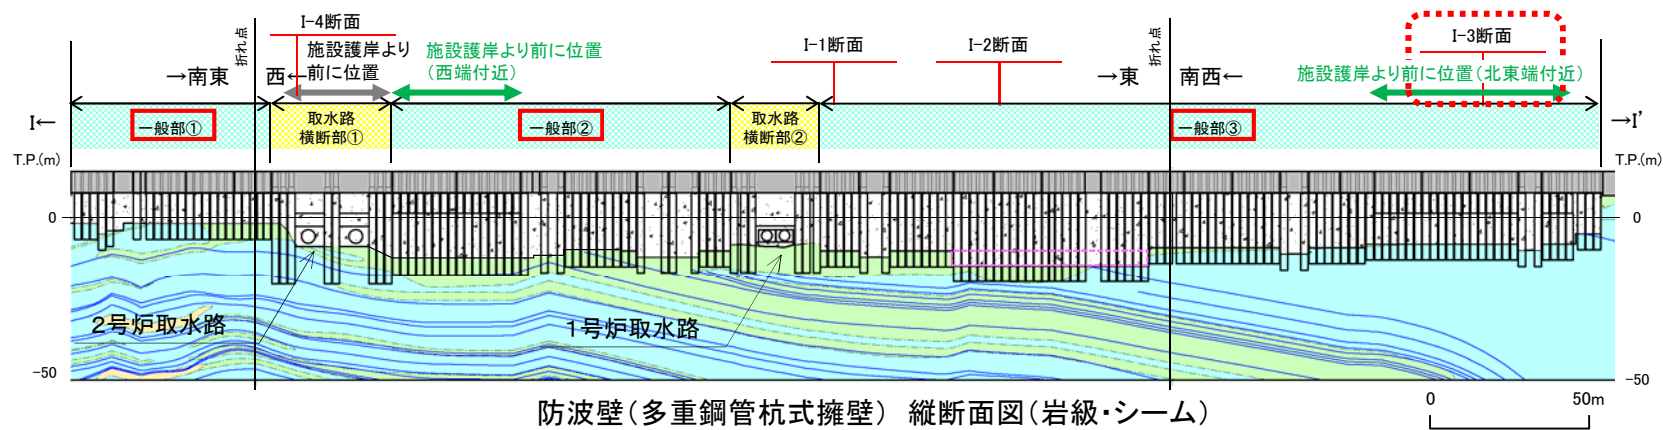 I-4断面
折れ点
施設護岸より
前に位置
施設護岸より前に位置
(西端付近)
I-1断面
I-2断面
折れ点
I-3断面
→南東
西←
→東
南西←
施設護岸より前に位置(北東端付近)
I←
一般部①
取水路
横断部①
一般部②
取水路
横断部②
一般部③
→I'
T.P.(m)
T.P.(m)
0
0
2号炉取水路
1号炉取水路
-50
-50
防波壁(多重鋼管杭式擁壁) 縦断面図(岩級・シーム)
0
50m